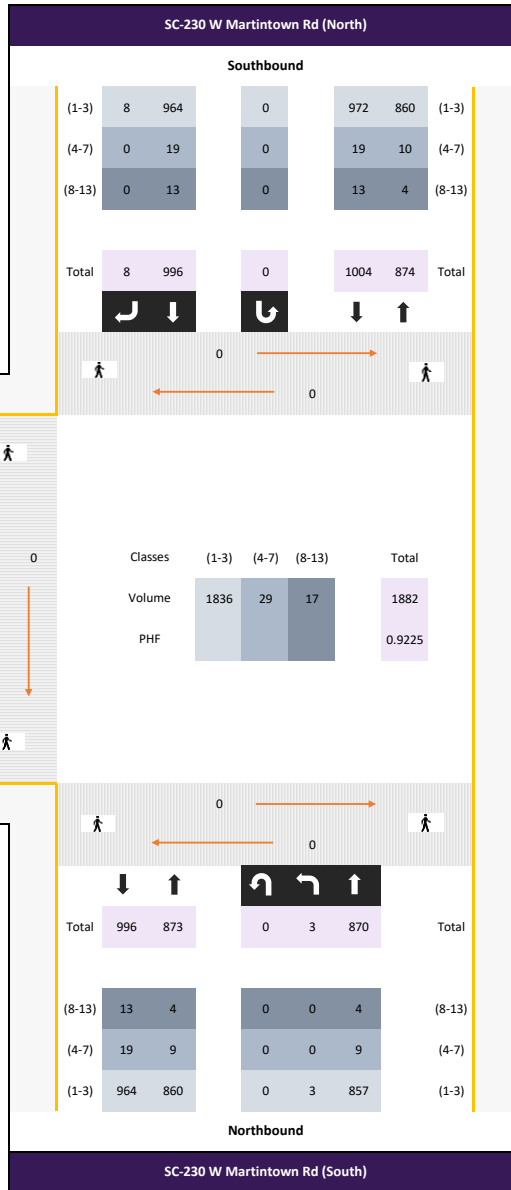 SC-230 W Martintown Rd (North)
Southbound
(1-3) 8 964 0 972 860 (1-3)
(4-7) 0 19 0 19 10 (4-7)
(8-13) 0 13 0 13 4 (8-13)
Total 8 996 0 1004 874 Total
0
0
0
Classes (1-3) (4-7) (8-13) Total
Volume 1836 29 17 1882
PHF 0.9225
0
0
Total 996 873 0 3 870 Total
(8-13) 13 4 0 0 4 (8-13)
(4-7) 19 9 0 0 9 (4-7)
(1-3) 964 860 0 3 857 (1-3)
Northbound
SC-230 W Martintown Rd (South)